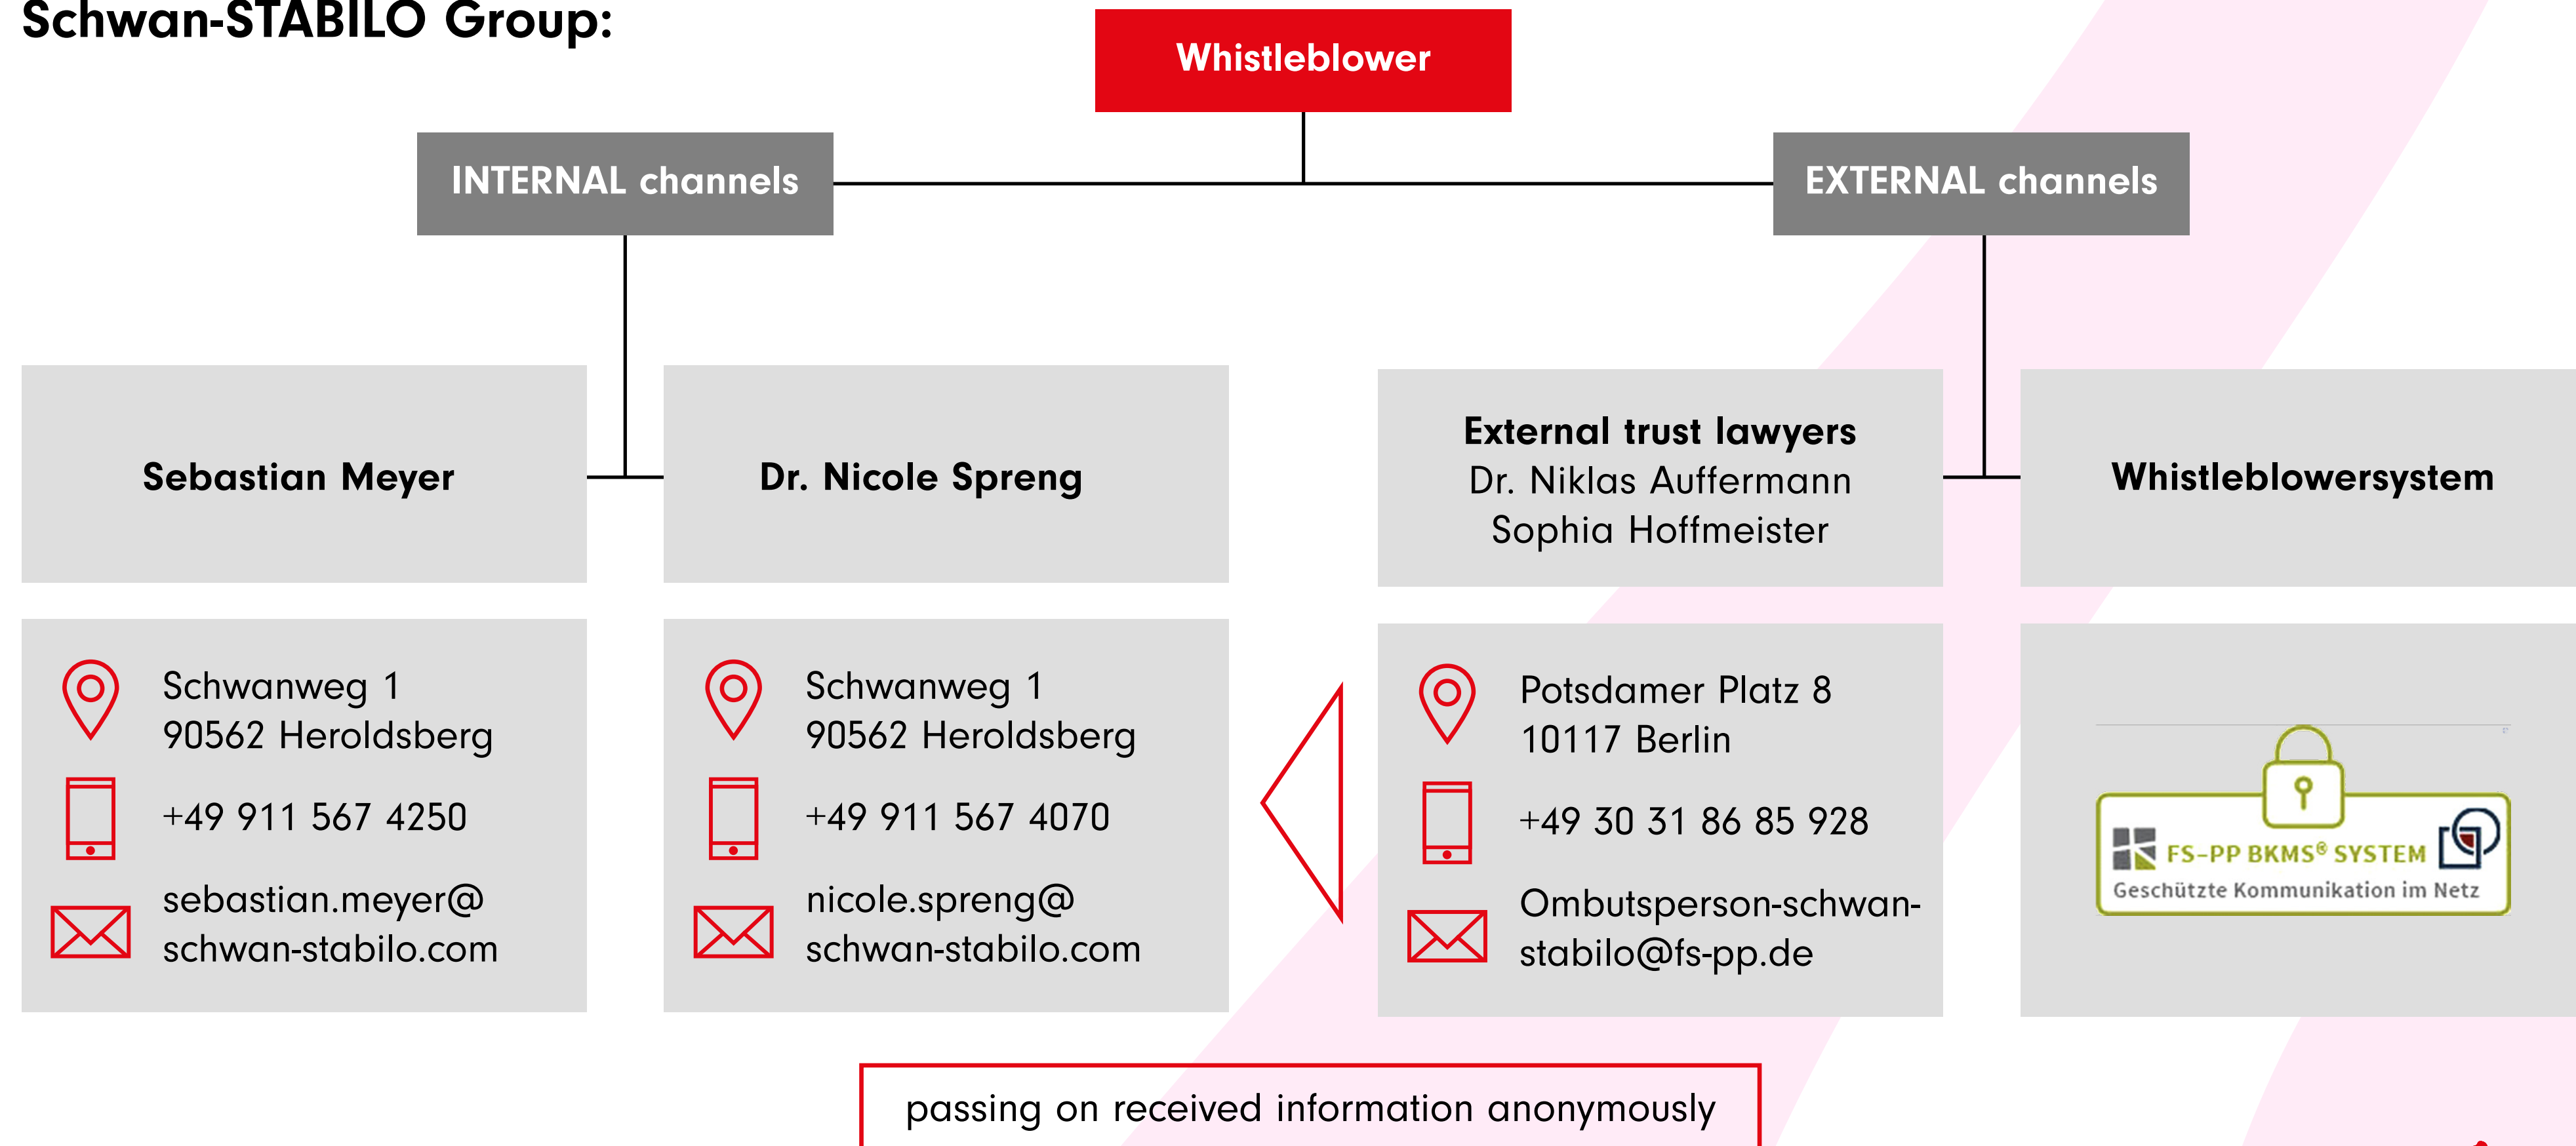 Schwan-STABILO Group:
Whistleblower
INTERNAL channels
EXTERNAL channels
Sebastian Meyer
Dr. Nicole Spreng
External trust lawyers
Dr. Niklas Auffermann
Sophia Hoffmeister
Whistleblowersystem
Schwanweg 1
90562 Heroldsberg
+49 911 567 4250
sebastian.meyer@
schwan-stabilo.com
Schwanweg 1
90562 Heroldsberg
+49 911 567 4070
nicole.spreng@
schwan-stabilo.com
Potsdamer Platz 8
10117 Berlin
+49 30 31 86 85 928
Ombutsperson-schwan-
stabilo@fs-pp.de
FS-PP BKMS® SYSTEM
Geschützte Kommunikation im Netz
passing on received information anonymously